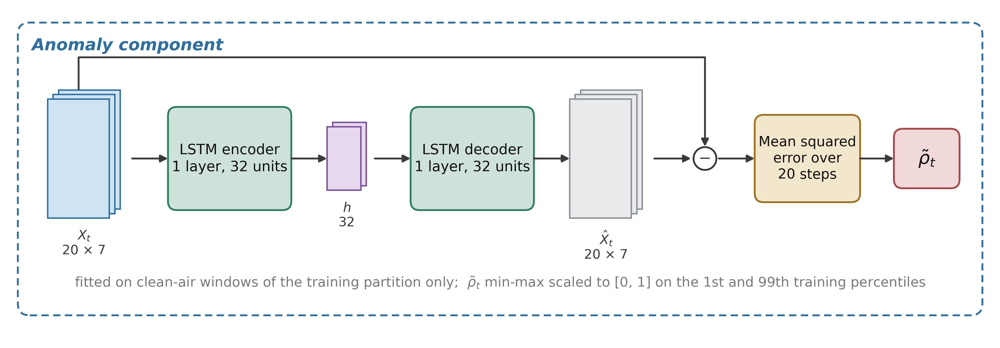 Anomaly component
LSTM encoder
1 layer, 32 units
LSTM decoder
1 layer, 32 units
−
Mean squared
error over
20 steps
ρ̃ₜ
h
32
Xₜ
20 × 7
X̂ₜ
20 × 7
fitted on clean-air windows of the training partition only; ρ̃ₜ min-max scaled to [0, 1] on the 1st and 99th training percentiles